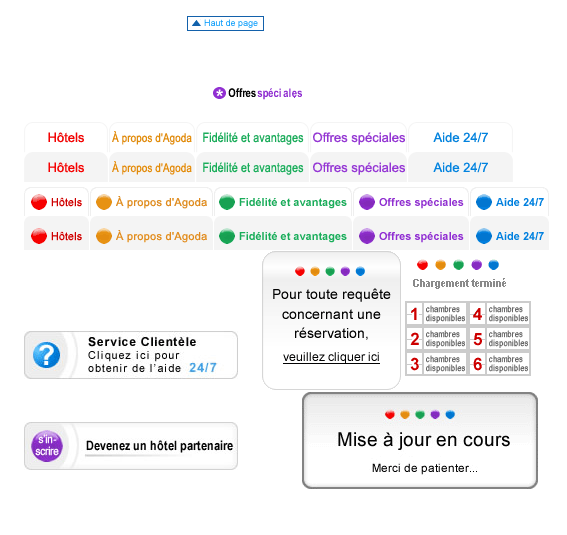 Haut de page
Offres spéciales
Hôtels À propos d'Agoda Fidélité et avantages Offres spéciales Aide 24/7
Hôtels À propos d'Agoda Fidélité et avantages Offres spéciales Aide 24/7
Hôtels À propos d'Agoda Fidélité et avantages Offres spéciales Aide 24/7
Hôtels À propos d'Agoda Fidélité et avantages Offres spéciales Aide 24/7
Pour toute requête
concernant une
réservation,
veuillez cliquer ici
Chargement terminé
1 chambres disponibles 4 chambres disponibles
2 chambres disponibles 5 chambres disponibles
3 chambres disponibles 6 chambres disponibles
?
Service Clientèle
Cliquez ici pour
obtenir de l'aide 24/7
Mise à jour en cours
Merci de patienter...
s'in-
scrire
Devenez un hôtel partenaire